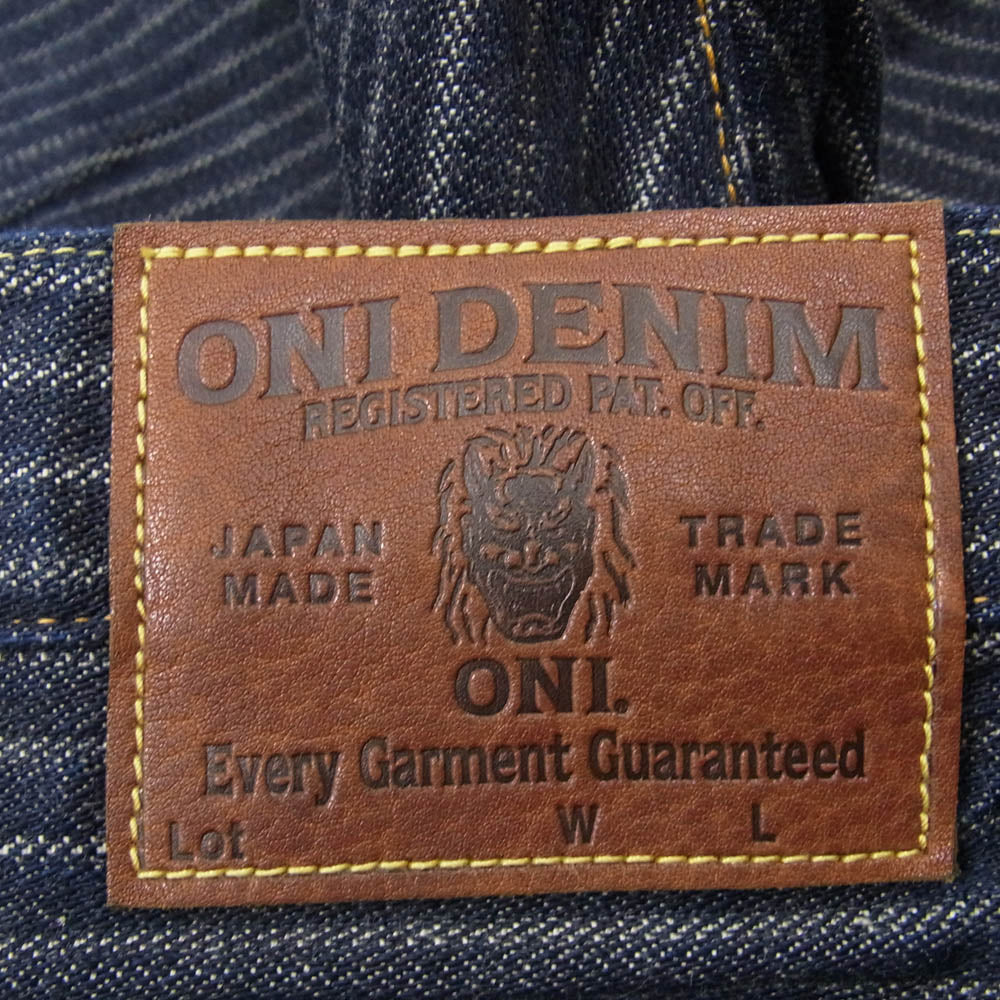 ONI DENIM
REGISTERED PAT. OFF.
JAPAN
MADE
TRADE
MARK
ONI.
Every Garment Guaranteed
Lot W L